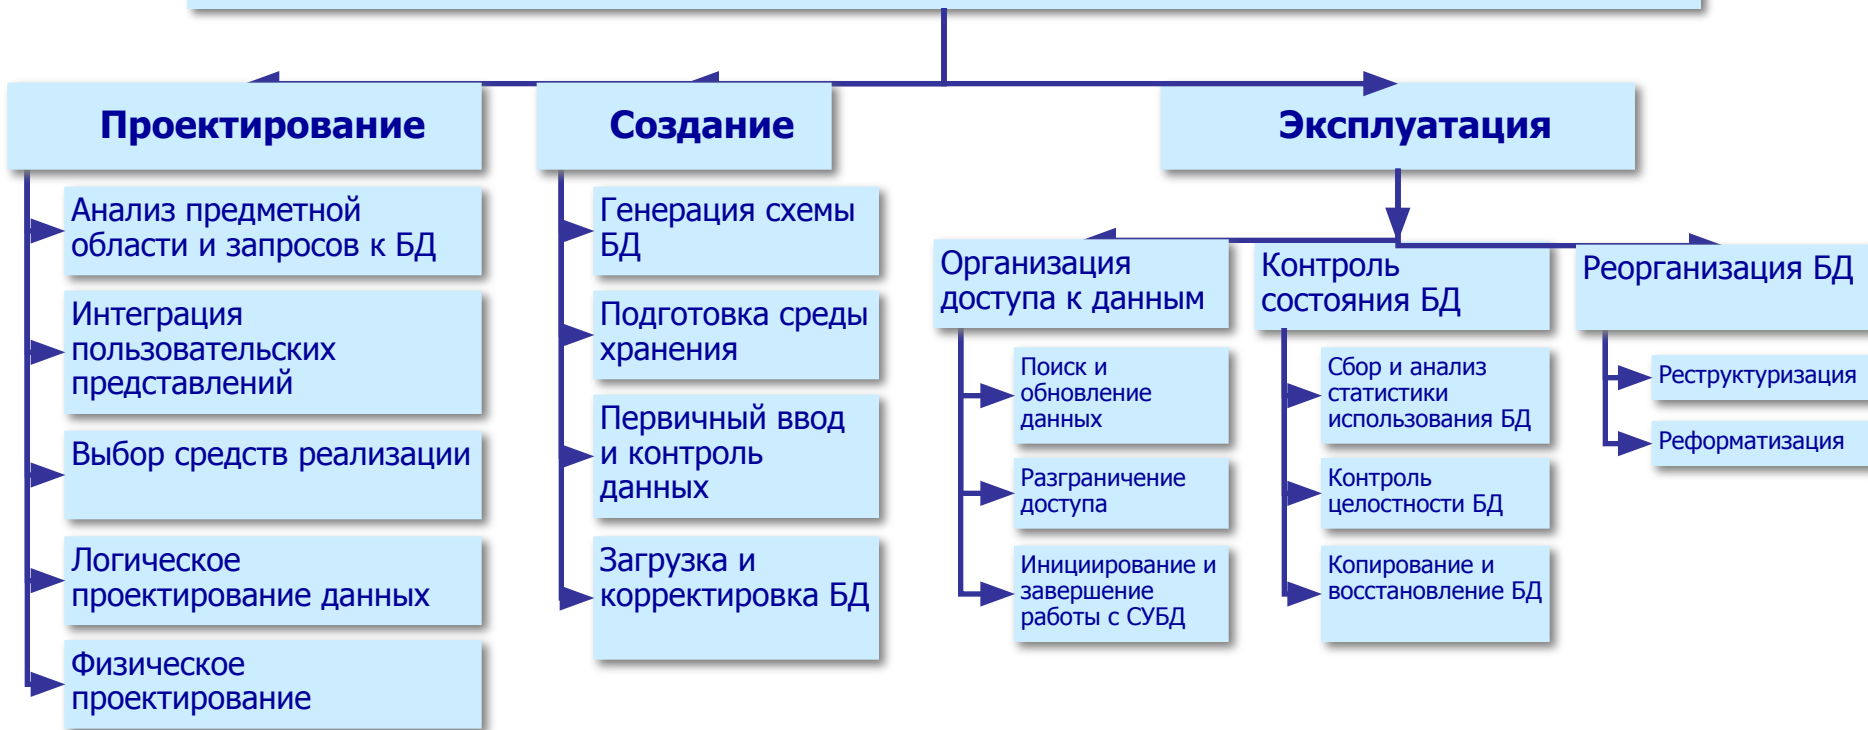 Проектирование
Анализ предметной
области и запросов к БД
Интеграция
пользовательских
представлений
Выбор средств реализации
Логическое
проектирование данных
Физическое
проектирование
Создание
Генерация схемы
БД
Подготовка среды
хранения
Первичный ввод
и контроль
данных
Загрузка и
корректировка БД
Эксплуатация
Организация
доступа к данным
Поиск и
обновление
данных
Разграничение
доступа
Инициирование и
завершение
работы с СУБД
Контроль
состояния БД
Сбор и анализ
статистики
использования БД
Контроль
целостности БД
Копирование и
восстановление БД
Реорганизация БД
Реструктуризация
Реформатизация